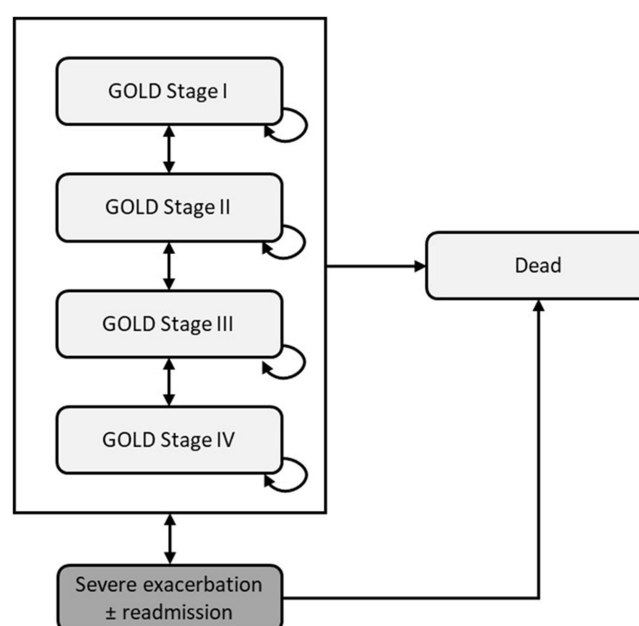 GOLD Stage I
GOLD Stage II
GOLD Stage III
GOLD Stage IV
Dead
Severe exacerbation
± readmission